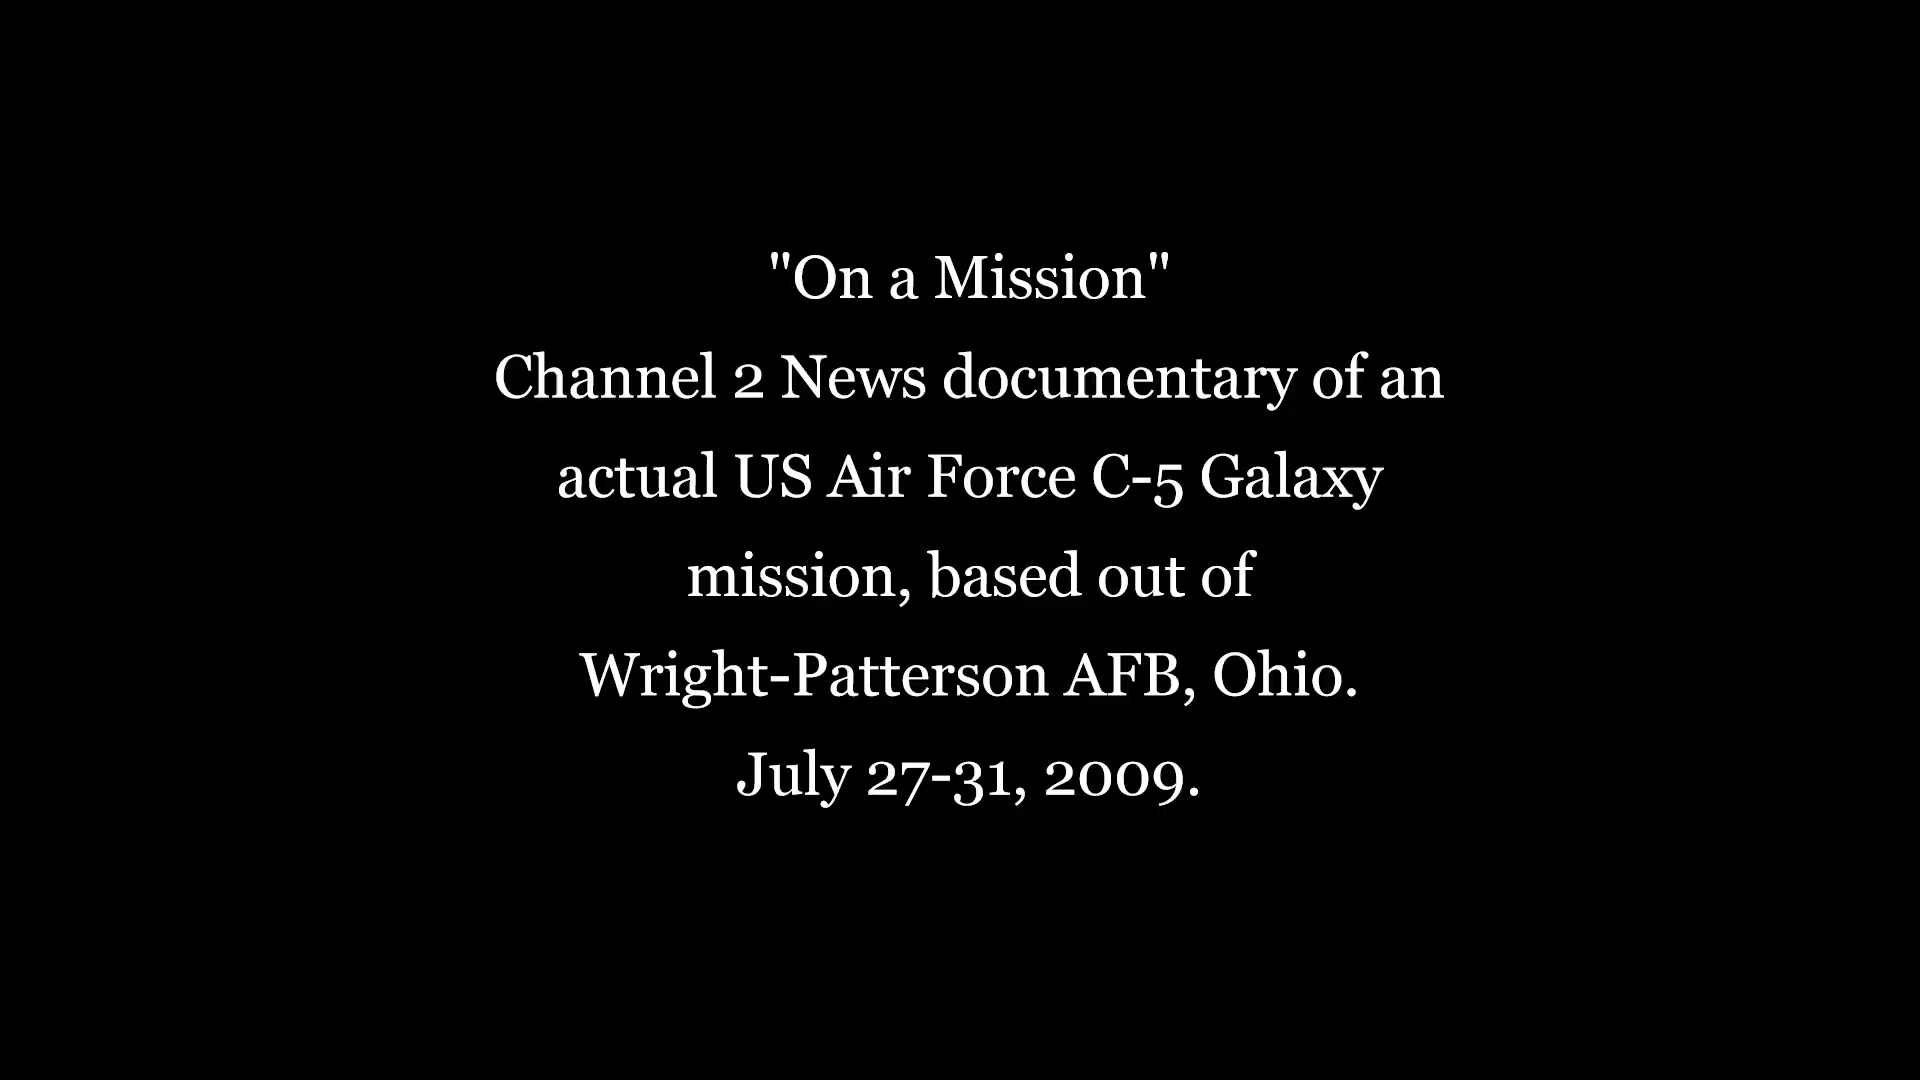 "On a Mission"
Channel 2 News documentary of an
actual US Air Force C-5 Galaxy
mission, based out of
Wright-Patterson AFB, Ohio.
July 27-31, 2009.